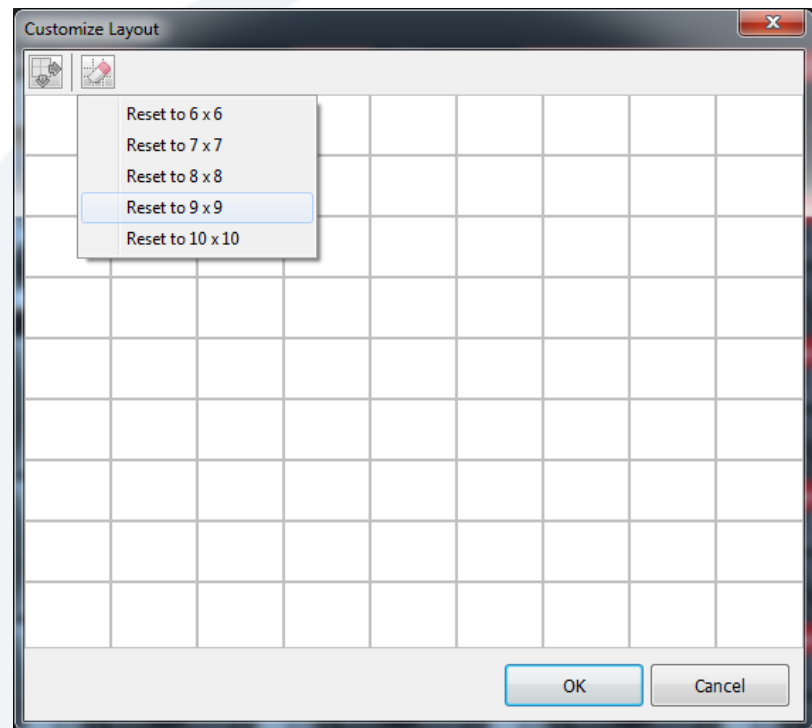 Customize Layout
Reset to 6 x 6
Reset to 7 x 7
Reset to 8 x 8
Reset to 9 x 9
Reset to 10 x 10
OK
Cancel